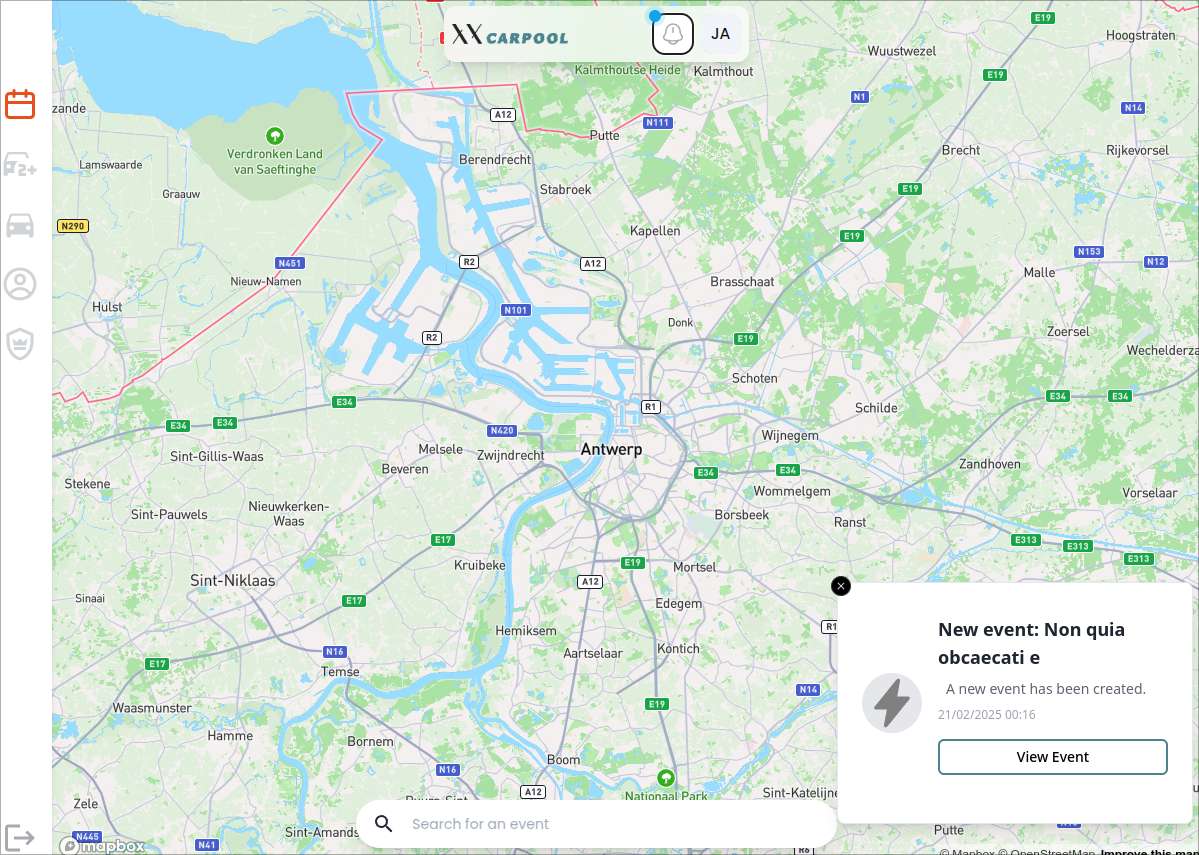 E19
Hoogstraten
XX CARPOOL
JA
Wuustwezel
Kalmthoutse Heide
Kalmthout
E19
N1
zande
A12
N14
N111
Putte
Verdronken Land
van Saeftinghe
Berendrecht
Brecht
Rijkevorsel
Lamswaarde
Graauw
Stabroek
E19
N290
Kapellen
E19
N451
R2
A12
N153
N12
Nieuw-Namen
Brasschaat
Malle
Hulst
N101
Donk
R2
E19
Zoersel
Wechelderza
Schoten
E34
R1
Schilde
E34
E34
E34
E34
N420
Wijnegem
Melsele
Zwijndrecht
Antwerp
Sint-Gillis-Waas
Beveren
E34
E34
Zandhoven
Stekene
Wommelgem
Vorselaar
Sint-Pauwels
Nieuwkerken-
Waas
Borsbeek
Ranst
E17
E313
E313
E313
Kruibeke
E19
Mortsel
Sint-Niklaas
A12
Sinaai
E17
Edegem
Hemiksem
R1
Kontich
N16
Aartselaar
E17
Temse
N14
Waasmunster
E19
Hamme
Bornem
Boom
N16
Nationaal Park
A12
Sint-Katelijne
Zele
Sint-Amands
N445
N41
mapbox
R6
Putte
Search for an event
New event: Non quia
obcaecati e
A new event has been created.
21/02/2025 00:16
View Event
© Mapbox © OpenStreetMap Improve this map
2+